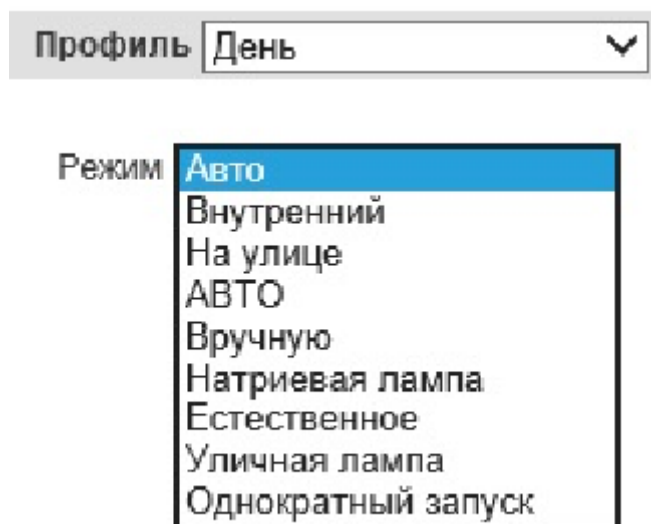 Профиль День
Режим Авто
Внутренний
На улице
АВТО
Вручную
Натриевая лампа
Естественное
Уличная лампа
Однократный запуск